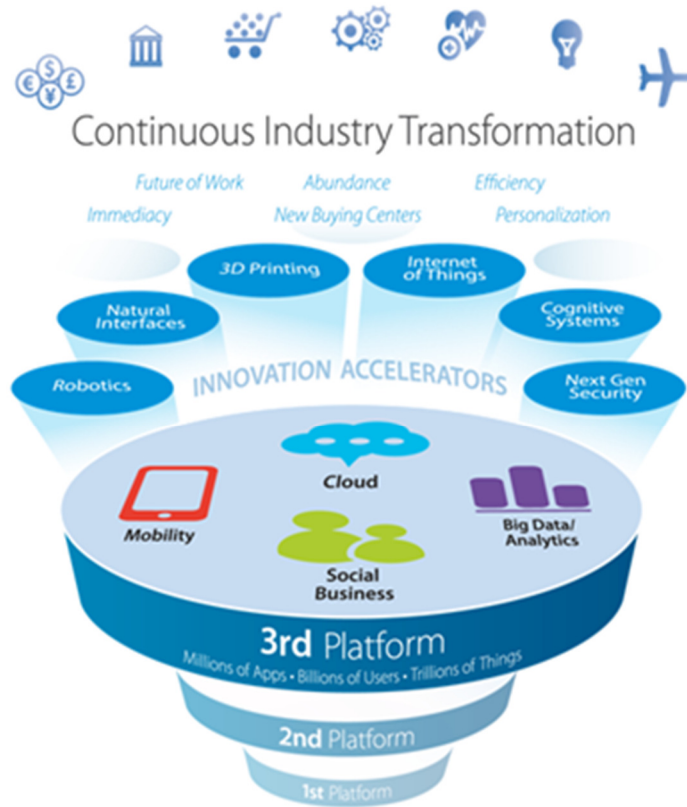 € $ £ ¥
Continuous Industry Transformation
Future of Work Abundance Efficiency
Immediacy New Buying Centers Personalization
3D Printing
Internet
of Things
Natural
Interfaces
Cognitive
Systems
Robotics
INNOVATION ACCELERATORS
Next Gen
Security
Cloud
Mobility
Big Data/
Analytics
Social
Business
3rd Platform
Millions of Apps • Billions of Users • Trillions of Things
2nd Platform
1st Platform